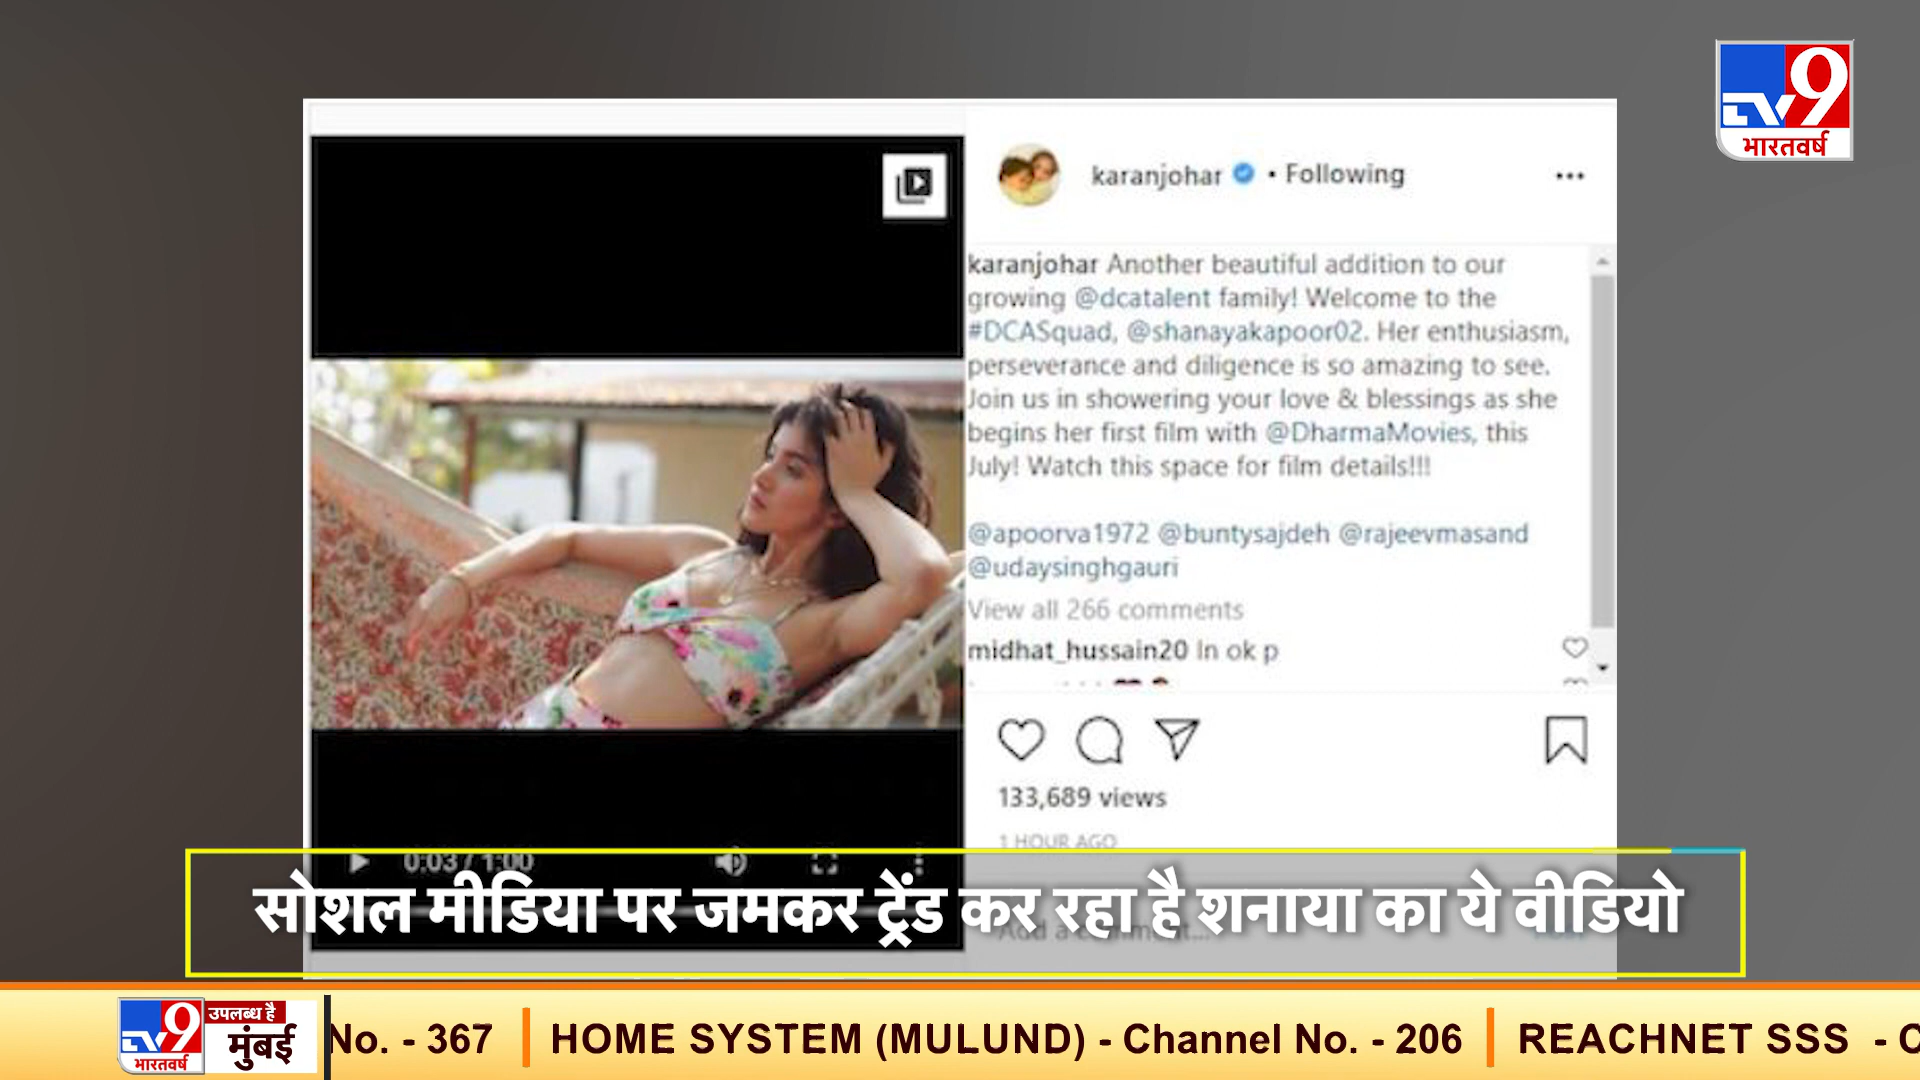 TV9
भारतवर्ष
karanjohar • Following
karanjohar Another beautiful addition to our
growing @dcatalent family! Welcome to the
#DCASquad, @shanayakapoor02. Her enthusiasm,
perseverance and diligence is so amazing to see.
Join us in showering your love & blessings as she
begins her first film with @DharmaMovies, this
July! Watch this space for film details!!!
@apoorva1972 @buntysajdeh @rajeevmasand
@udaysinghgauri
View all 266 comments
midhat_hussain20 In ok p
133,689 views
1 HOUR AGO
0:03 / 1:00
सोशल मीडिया पर जमकर ट्रेंड कर रहा है शनाया का ये वीडियो
Add a comment...
TV9
भारतवर्ष
उपलब्ध है
मुंबई
No. - 367 | HOME SYSTEM (MULUND) - Channel No. - 206 | REACHNET SSS - C